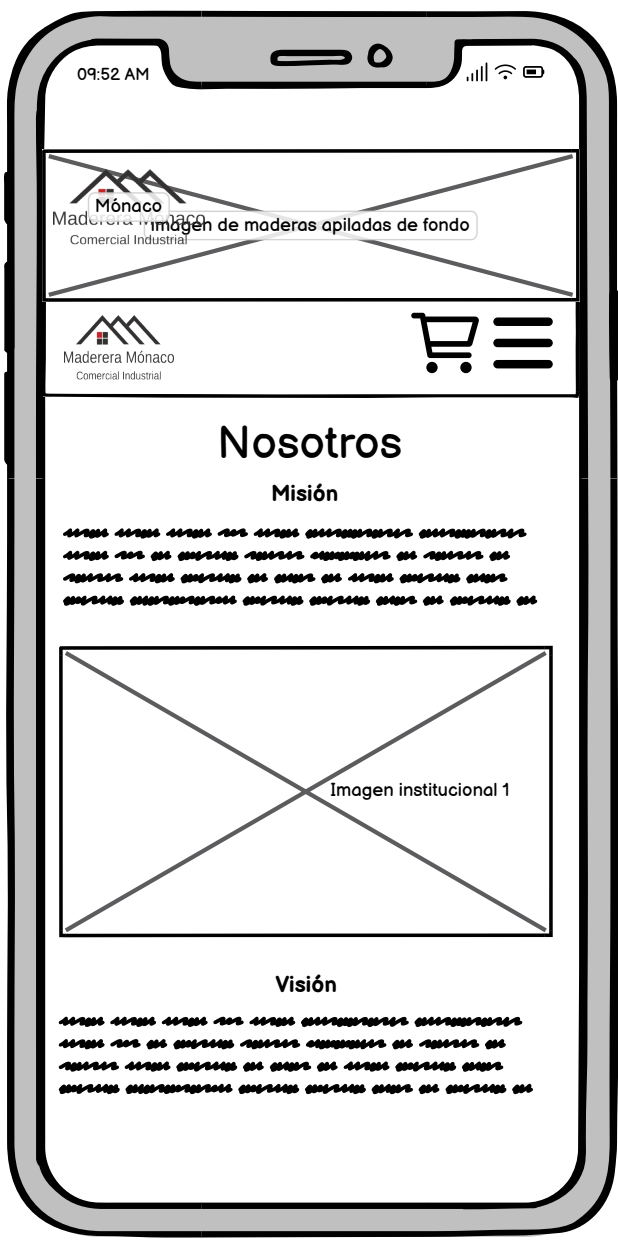 09:52 AM
Mónaco
Maderera Mónaco
Imagen de maderas apiladas de fondo
Comercial Industrial
Maderera Mónaco
Comercial Industrial
Nosotros
Misión
Imagen institucional 1
Visión